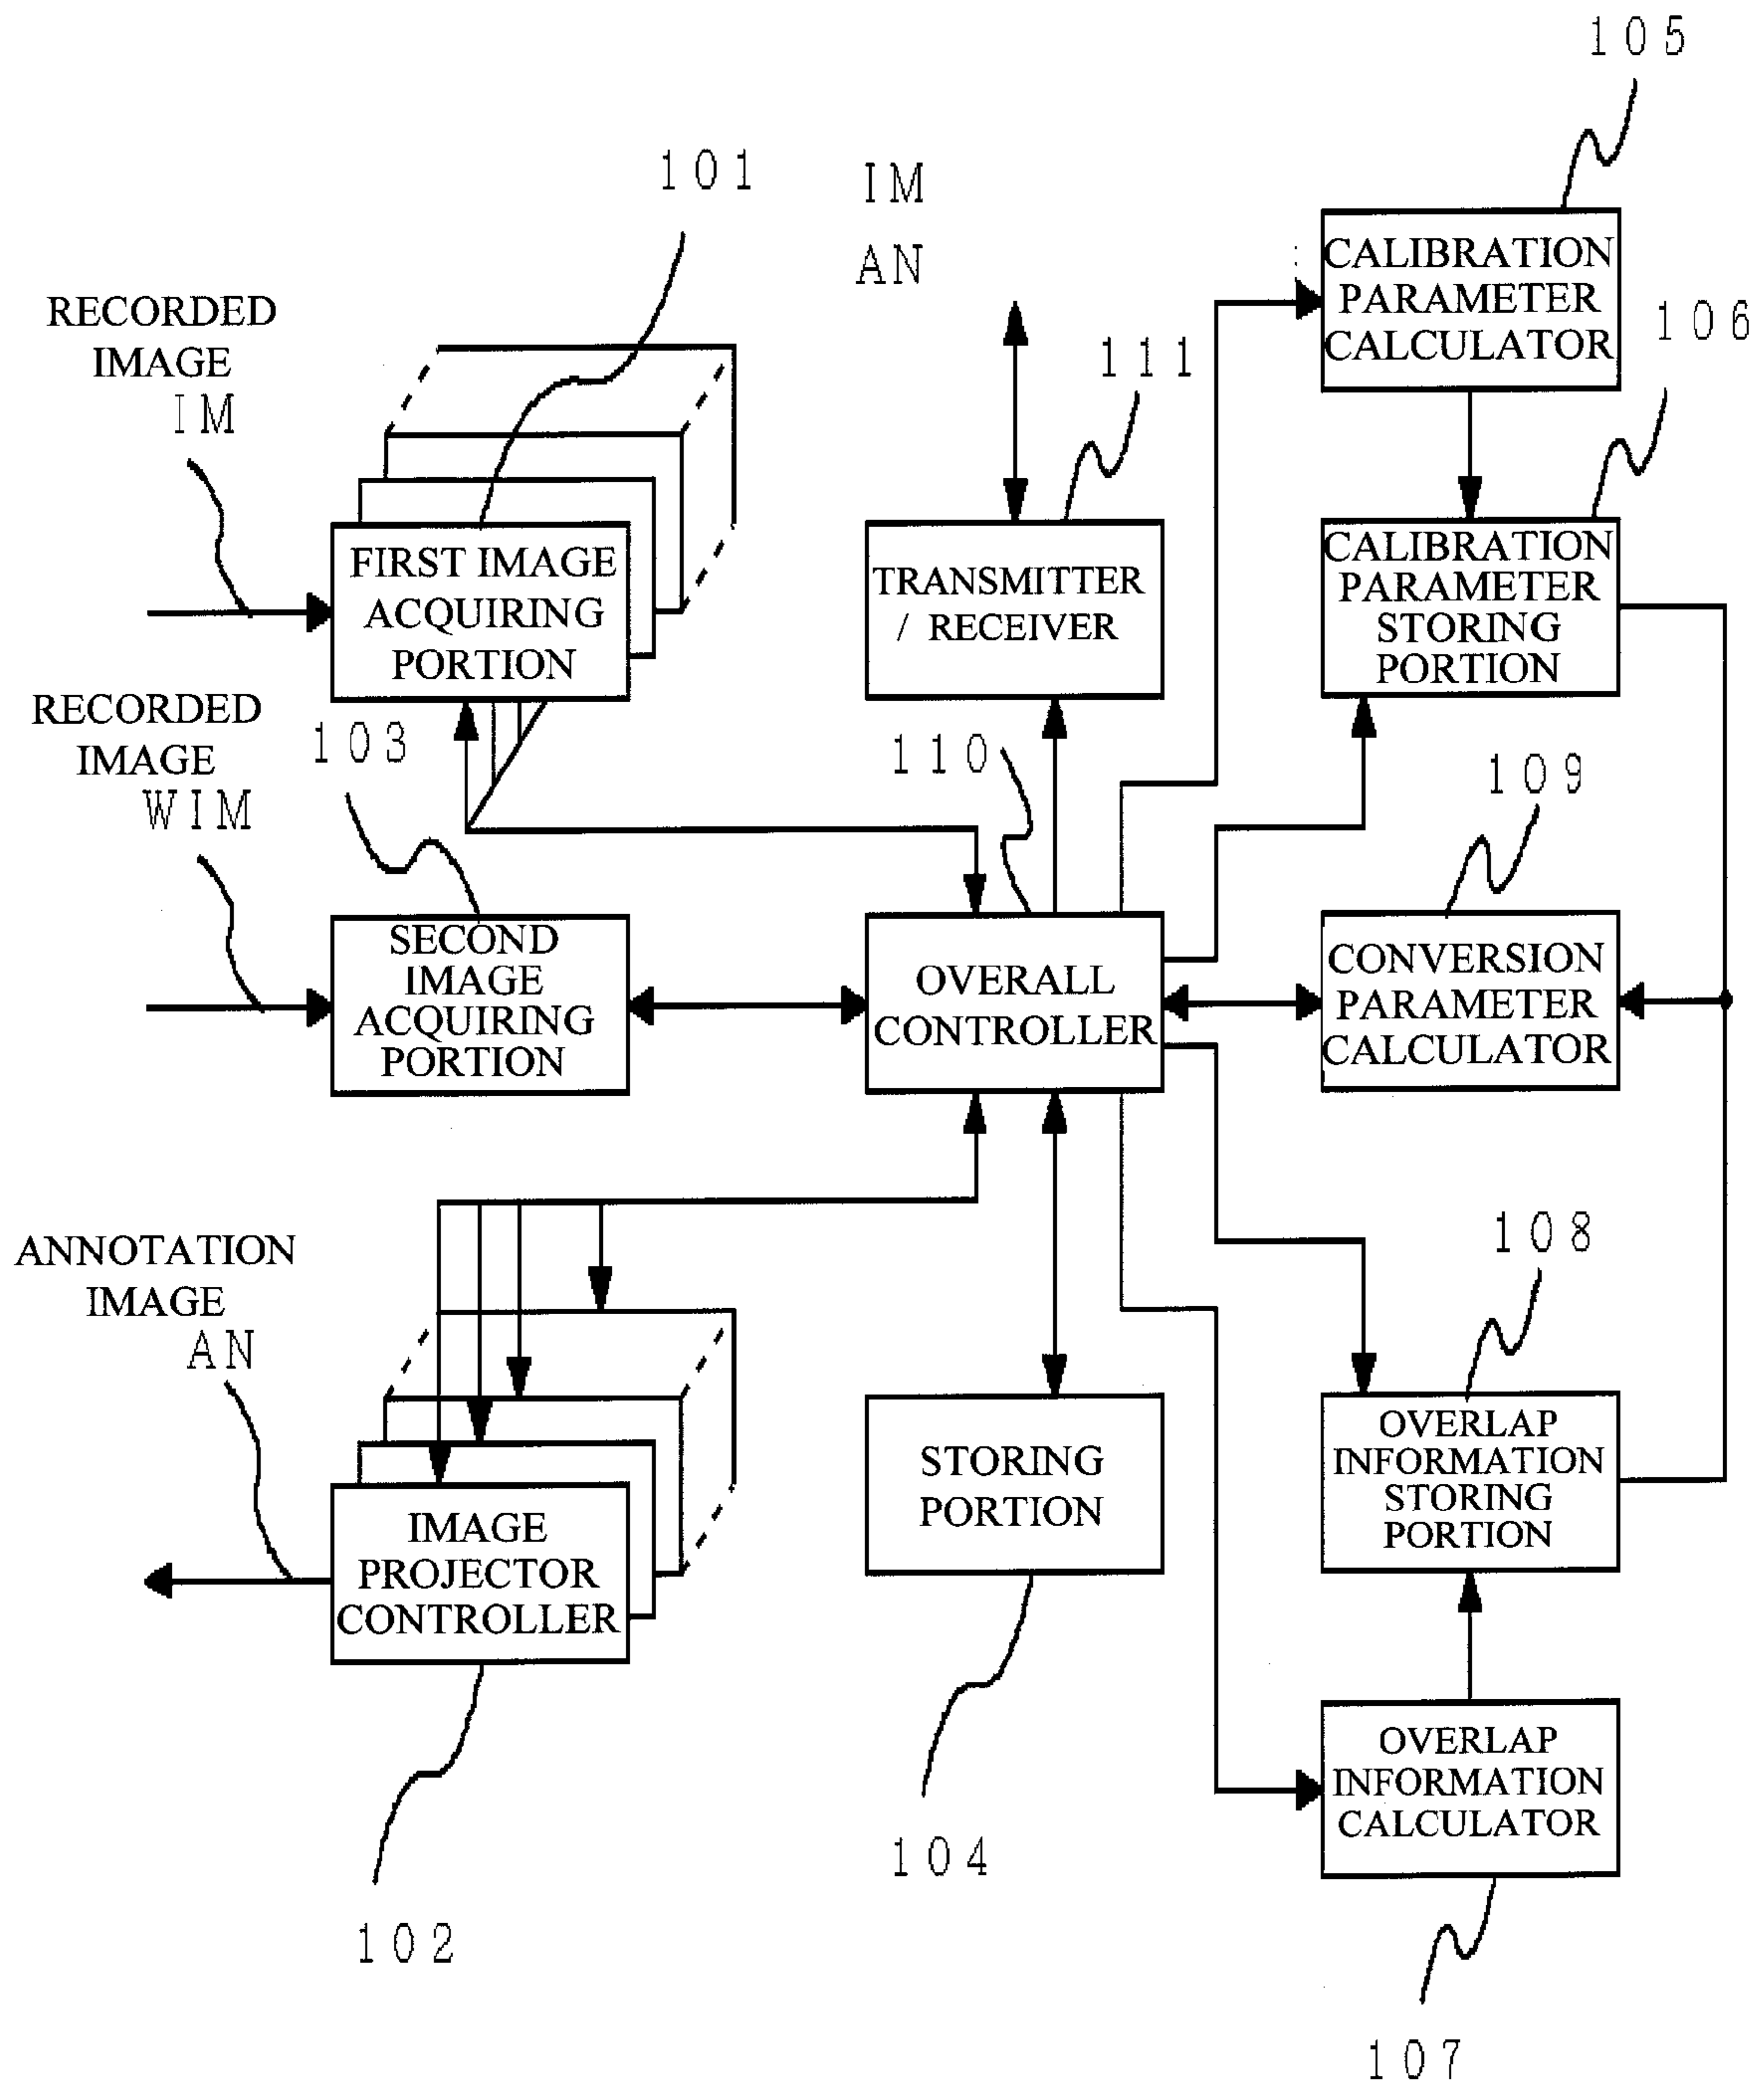 105
101
IM
AN
CALIBRATION
PARAMETER
CALCULATOR
RECORDED
IMAGE
IM
106
111
FIRST IMAGE
ACQUIRING
PORTION
TRANSMITTER
/ RECEIVER
CALIBRATION
PARAMETER
STORING
PORTION
RECORDED
IMAGE
WIM
103
110
109
SECOND
IMAGE
ACQUIRING
PORTION
OVERALL
CONTROLLER
CONVERSION
PARAMETER
CALCULATOR
ANNOTATION
IMAGE
AN
108
IMAGE
PROJECTOR
CONTROLLER
STORING
PORTION
OVERLAP
INFORMATION
STORING
PORTION
OVERLAP
INFORMATION
CALCULATOR
102
104
107